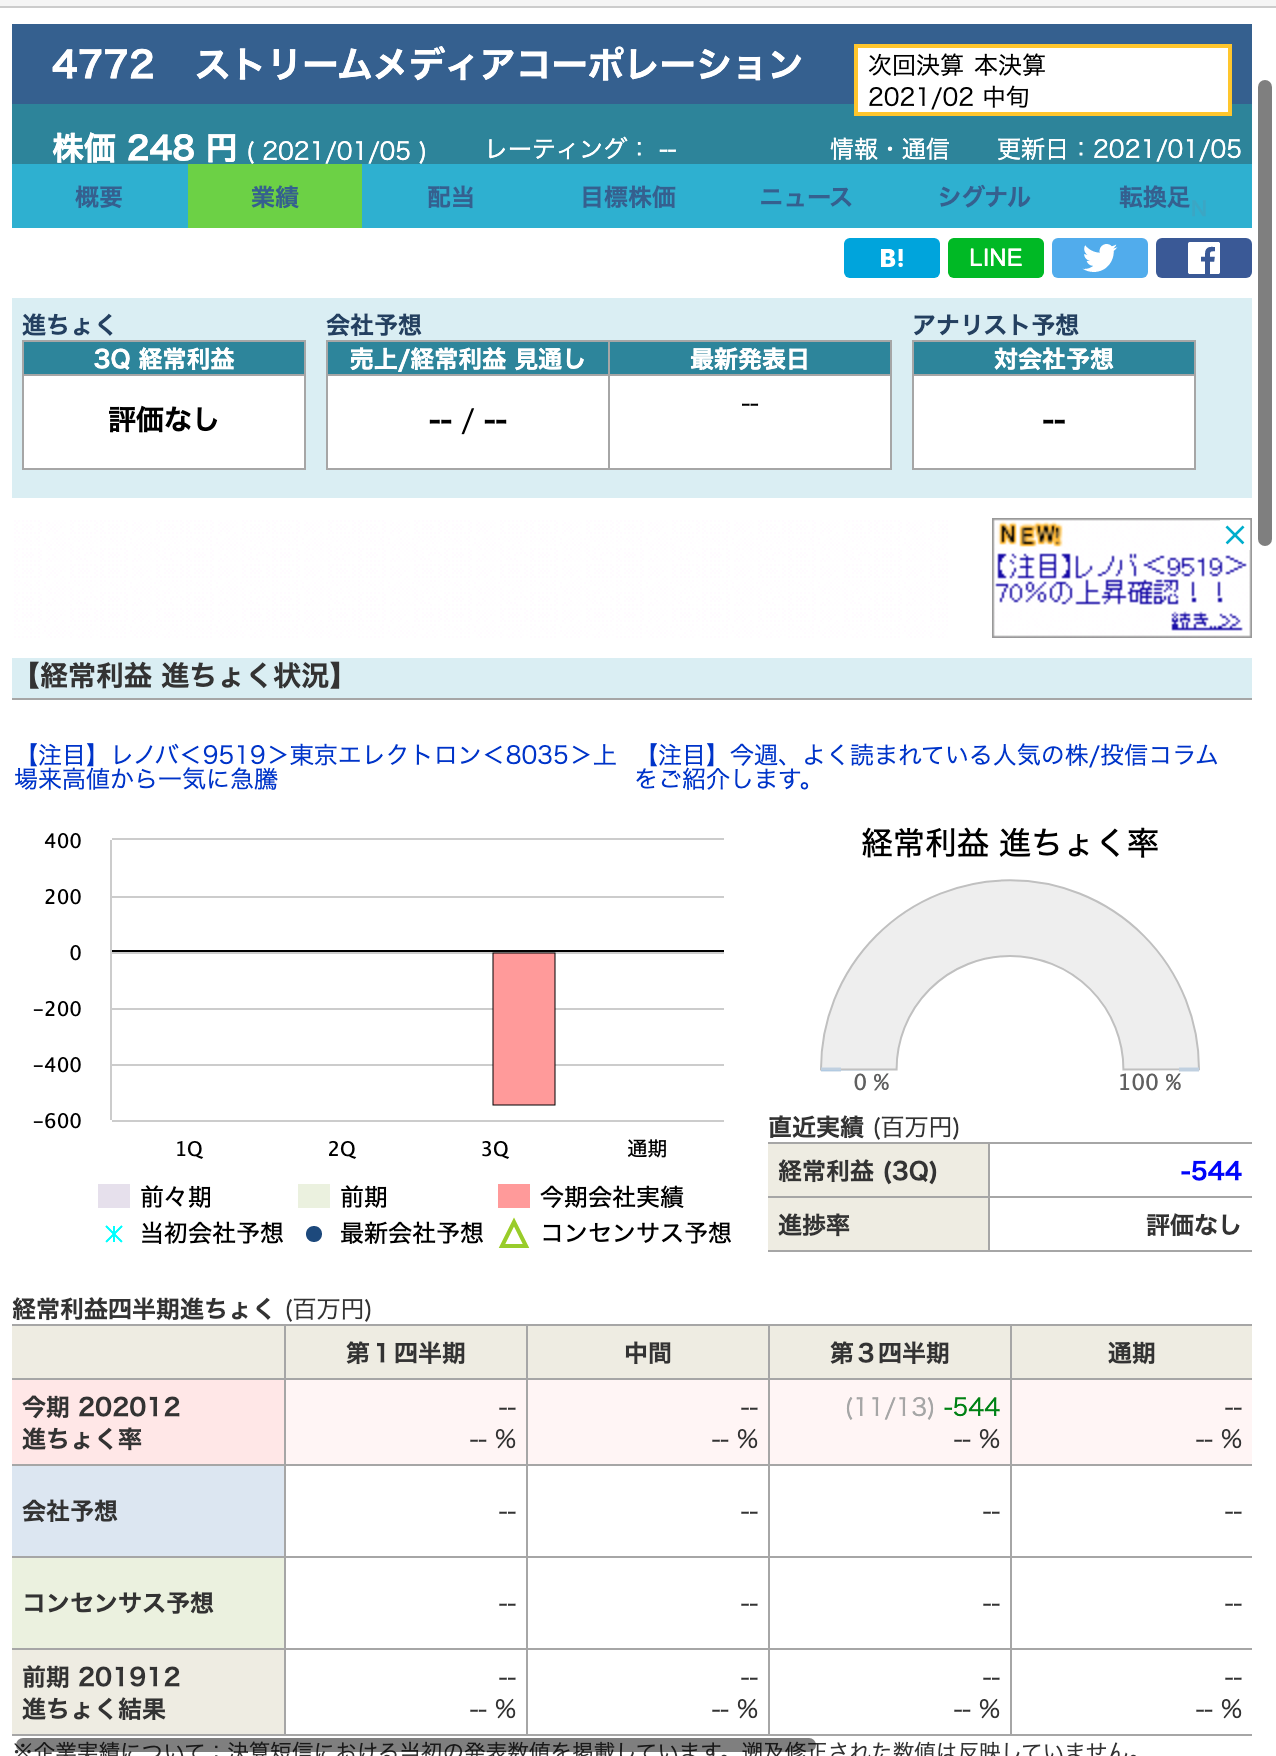 4772 ストリームメディアコーポレーション
次回決算 本決算
2021/02 中旬
株価 248 円 ( 2021/01/05 ) レーティング： -- 情報・通信 更新日：2021/01/05
概要 業績 配当 目標株価 ニュース シグナル 転換足
B! LINE
進ちょく 会社予想 アナリスト予想
3Q 経常利益 売上/経常利益 見通し 最新発表日 対会社予想
評価なし -- / -- -- --
NEW!
【注目】レノバ＜9519＞
70%の上昇確認！！
続き..>>
【経常利益 進ちょく状況】
【注目】レノバ＜9519＞東京エレクトロン＜8035＞上
場来高値から一気に急騰
【注目】今週、よく読まれている人気の株/投信コラム
をご紹介します。
400
200
0
-200
-400
-600
1Q 2Q 3Q 通期
前々期 前期 今期会社実績
当初会社予想 最新会社予想 コンセンサス予想
経常利益 進ちょく率
0 % 100 %
直近実績 (百万円)
経常利益 (3Q) -544
進捗率 評価なし
経常利益四半期進ちょく (百万円)
第１四半期 中間 第３四半期 通期
今期 202012 -- -- (11/13) -544 --
進ちょく率 -- % -- % -- % -- %
会社予想 -- -- -- --
コンセンサス予想 -- -- -- --
前期 201912 -- -- -- --
進ちょく結果 -- % -- % -- % -- %
※企業実績について：決算短信における当初の発表数値を掲載しています。遡及修正された数値は反映していません。